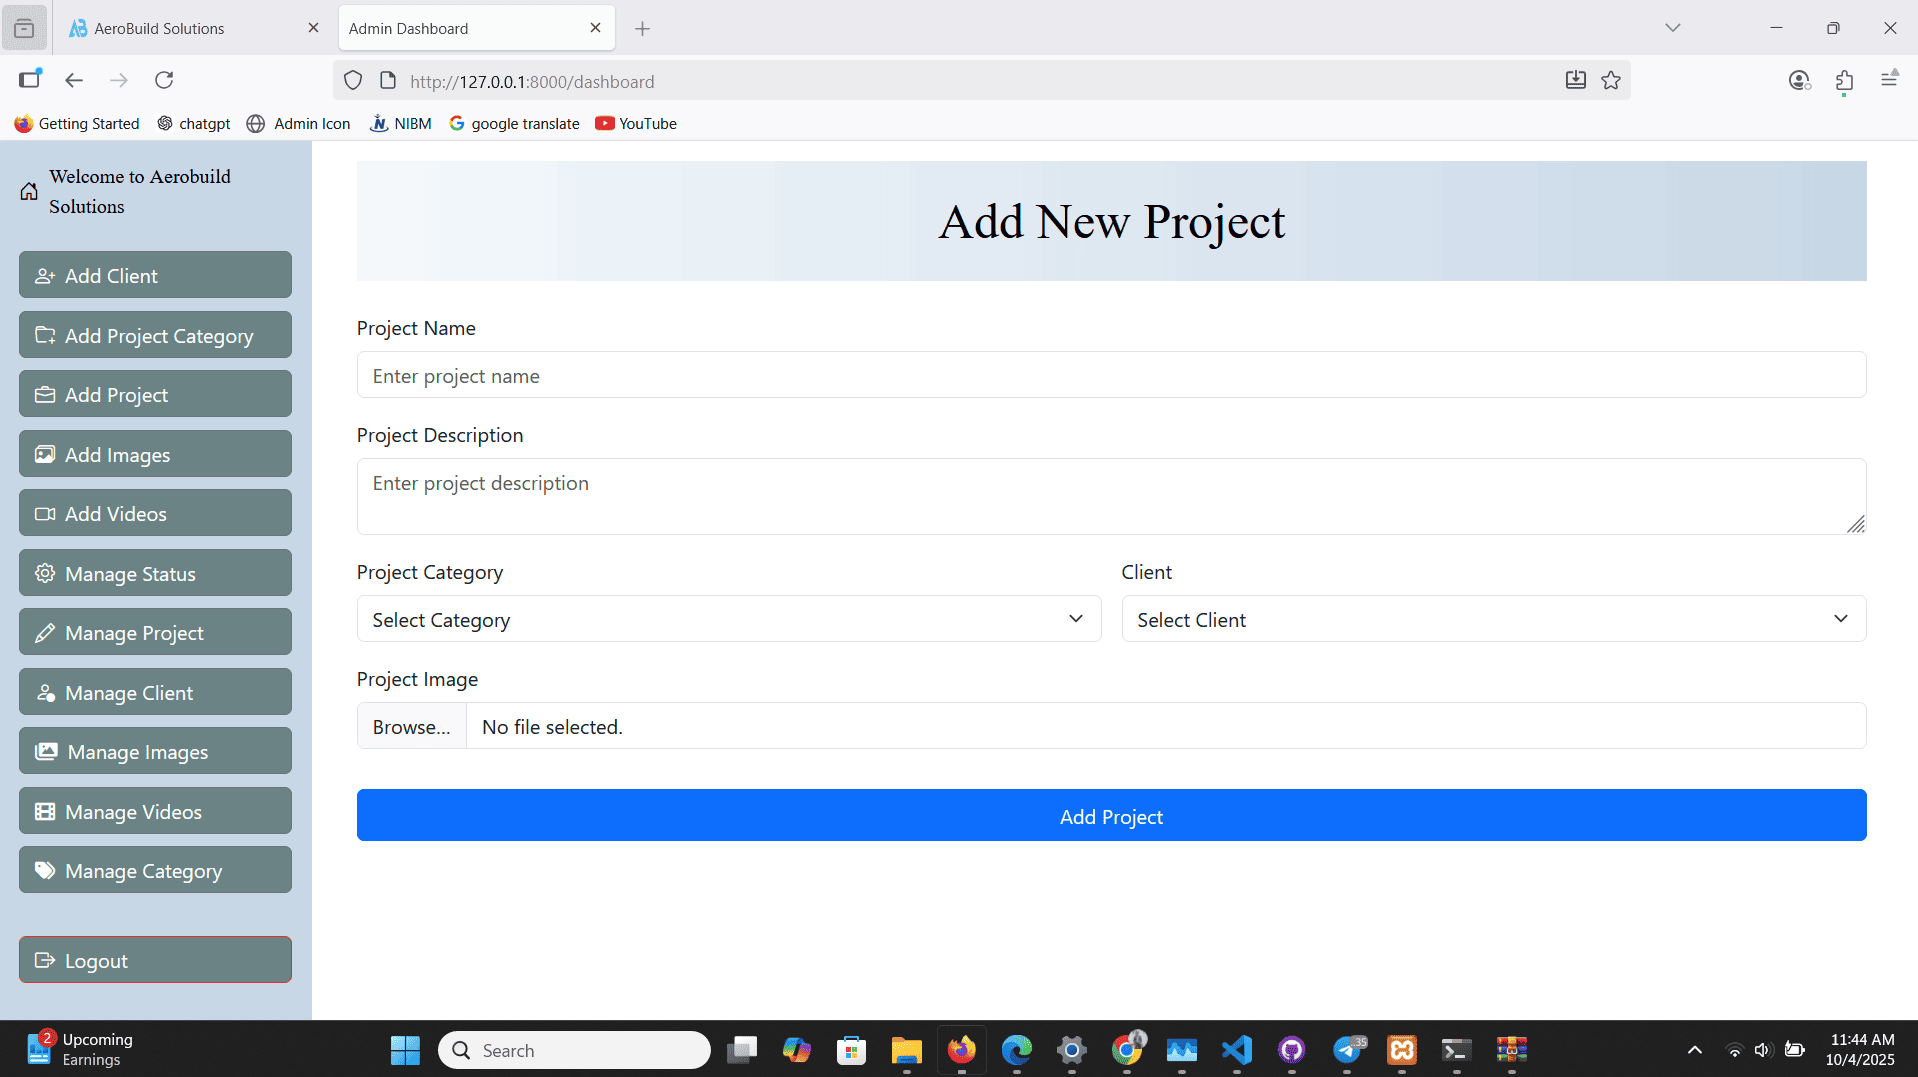 AeroBuild Solutions
Admin Dashboard
http://127.0.0.1:8000/dashboard
Getting Started
chatgpt
Admin Icon
NIBM
google translate
YouTube
Welcome to Aerobuild
Solutions
Add Client
Add Project Category
Add Project
Add Images
Add Videos
Manage Status
Manage Project
Manage Client
Manage Images
Manage Videos
Manage Category
Logout
Add New Project
Project Name
Enter project name
Project Description
Enter project description
Project Category
Client
Select Category
Select Client
Project Image
Browse... No file selected.
Add Project
2
Upcoming
Earnings
Search
35
11:44 AM
10/4/2025